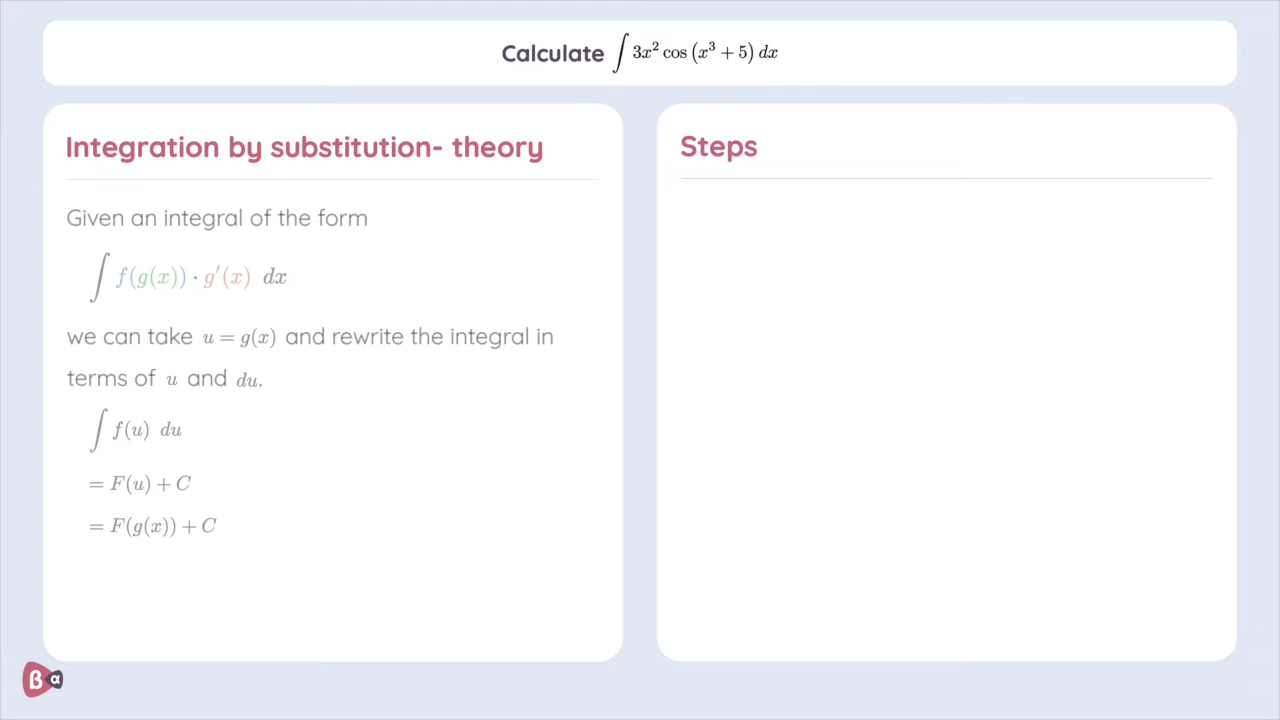 Calculate ∫ 3x² cos (x³ + 5) dx
Integration by substitution- theory
Given an integral of the form
∫ f(g(x)) · g′(x) dx
we can take u = g(x) and rewrite the integral in
terms of u and du.
∫ f(u) du
= F(u) + C
= F(g(x)) + C
Steps
β α